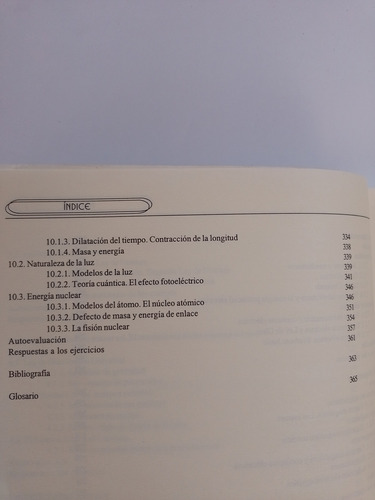 ÍNDICE
10.1.3. Dilatación del tiempo. Contracción de la longitud 334
10.1.4. Masa y energía 338
10.2. Naturaleza de la luz 339
10.2.1. Modelos de la luz 339
10.2.2. Teoría cuántica. El efecto fotoeléctrico 341
10.3. Energía nuclear 346
10.3.1. Modelos del átomo. El núcleo atómico 346
10.3.2. Defecto de masa y energía de enlace 351
10.3.3. La fisión nuclear 354
Autoevaluación 357
Respuestas a los ejercicios 361
Bibliografía 363
Glosario 365